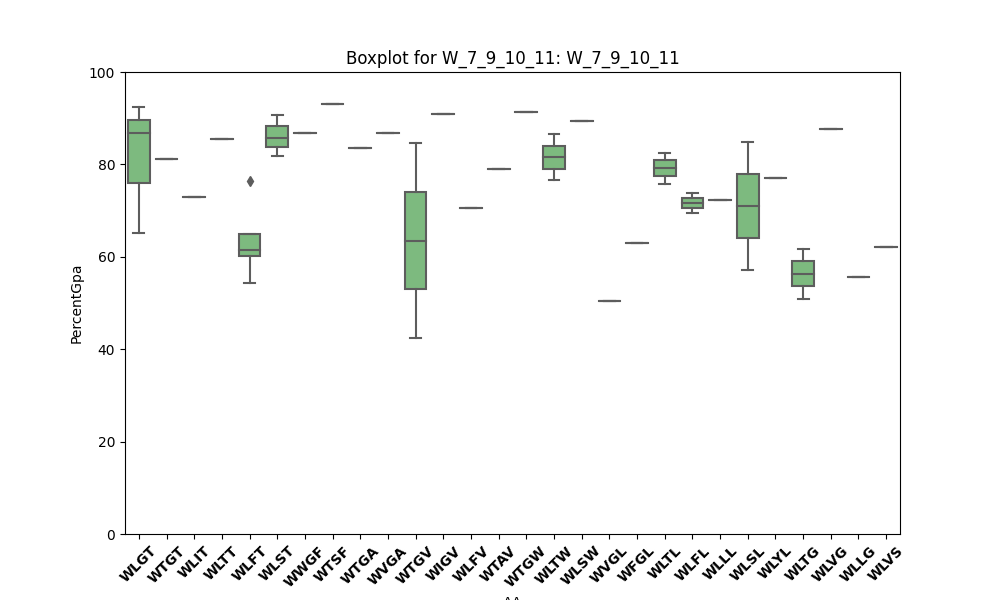 Boxplot for W_7_9_10_11: W_7_9_10_11
100
80
60
40
20
0
PercentGpa
WLGT WTGT WLIT WLTT WLFT WLST WWGF WTSF WTGA WVGA WTGV WIGV WLFV WTAV WTGW WLTW WLSW WVGL WFGL WLTL WLFL WLLL WLSL WLYL WLTG WLVG WLLG WLVS